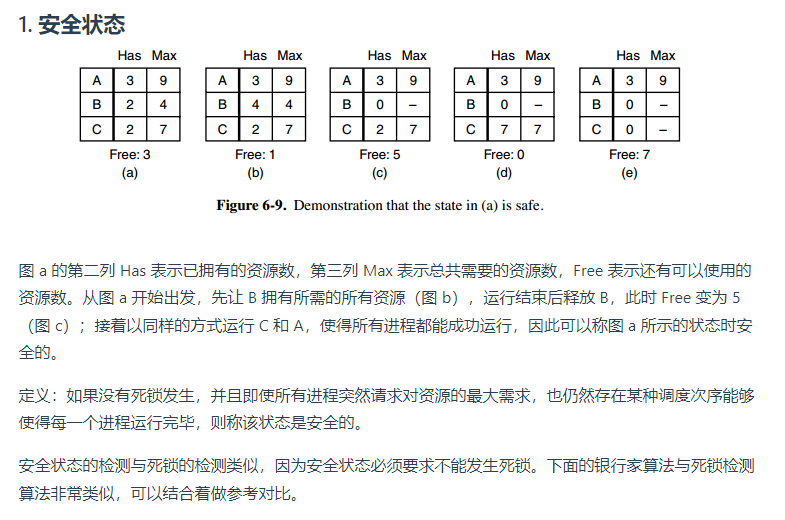 1. 安全状态
Has Max Has Max Has Max Has Max Has Max
A 3 9 A 3 9 A 3 9 A 3 9 A 3 9
B 2 4 B 4 4 B 0 – B 0 – B 0 –
C 2 7 C 2 7 C 2 7 C 7 7 C 0 –
Free: 3 Free: 1 Free: 5 Free: 0 Free: 7
(a) (b) (c) (d) (e)
Figure 6-9. Demonstration that the state in (a) is safe.
图 a 的第二列 Has 表示已拥有的资源数，第三列 Max 表示总共需要的资源数，Free 表示还有可以使用的
资源数。从图 a 开始出发，先让 B 拥有所需的所有资源（图 b），运行结束后释放 B，此时 Free 变为 5
（图 c）；接着以同样的方式运行 C 和 A，使得所有进程都能成功运行，因此可以称图 a 所示的状态时安
全的。
定义：如果没有死锁发生，并且即使所有进程突然请求对资源的最大需求，也仍然存在某种调度次序能够
使得每一个进程运行完毕，则称该状态是安全的。
安全状态的检测与死锁的检测类似，因为安全状态必须要求不能发生死锁。下面的银行家算法与死锁检测
算法非常类似，可以结合着做参考对比。